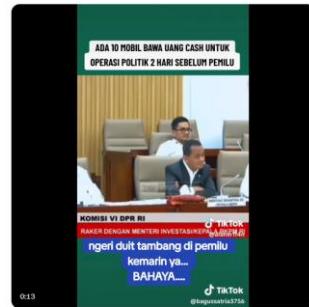 ADA 10 MOBIL BAWA UANG CASH UNTUK
OPERASI POLITIK 2 HARI SEBELUM PEMILU
KOMISI VI DPR RI
RAKER DENGAN MENTERI INVESTASI/KEPALA BKPM RI
TikTok
ngeri duit tambang di pemilu
kemarin ya...
BAHAYA....
TikTok
@bagussatria3756
0:13